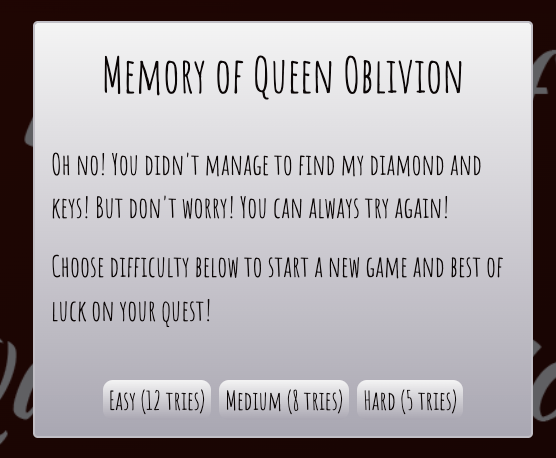 Memory of Queen Oblivion
Oh no! You didn't manage to find my diamond and
keys! But don't worry! You can always try again!
Choose difficulty below to start a new game and best of
luck on your quest!
Easy (12 tries) Medium (8 tries) Hard (5 tries)